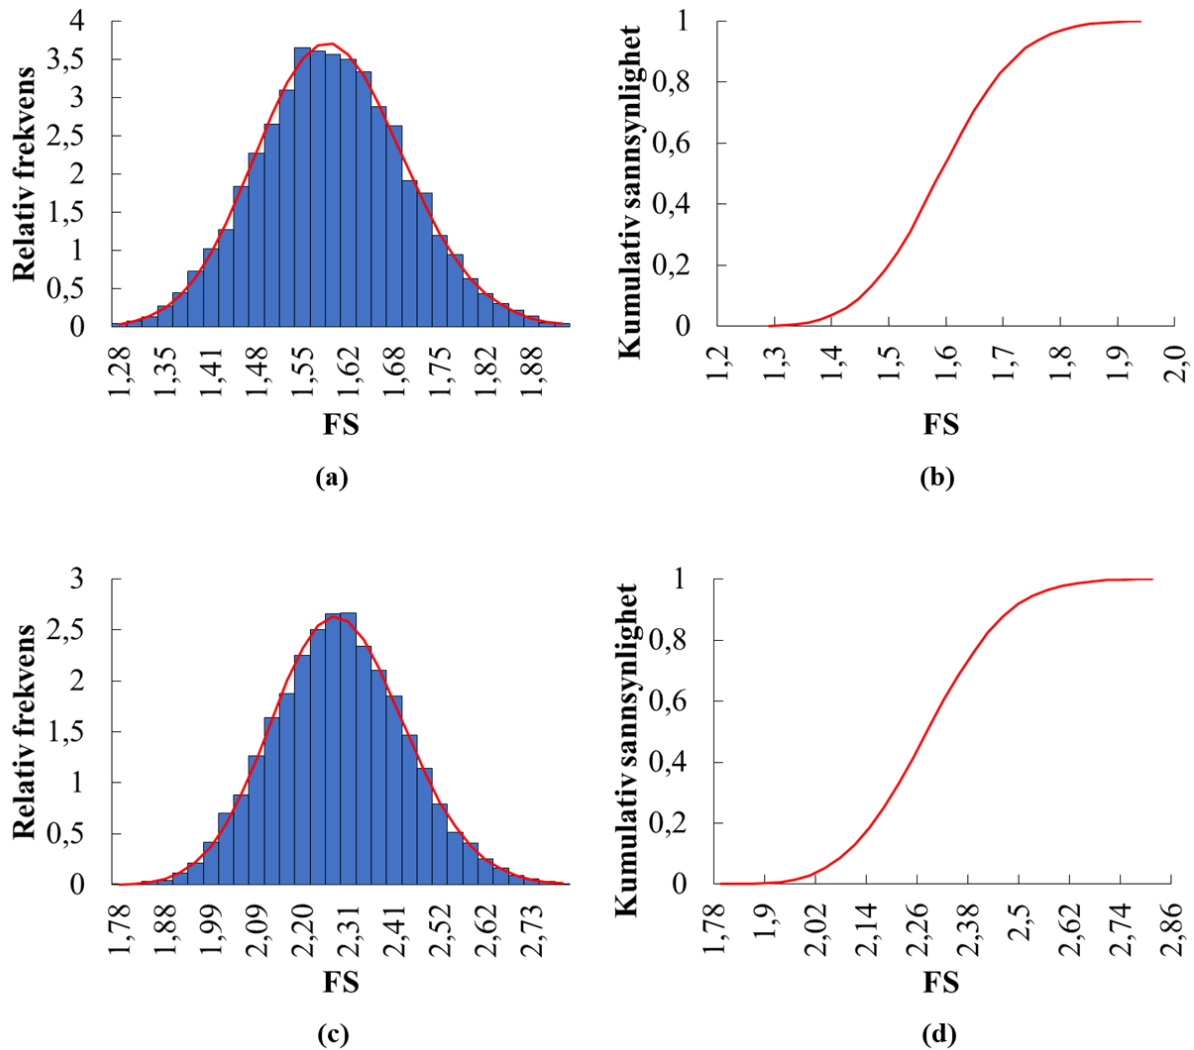 Relativ frekvens
4
3,5
3
2,5
2
1,5
1
0,5
0
1,28 1,35 1,41 1,48 1,55 1,62 1,68 1,75 1,82 1,88
FS
(a)
Kumulativ sannsynlighet
1
0,8
0,6
0,4
0,2
0
1,2 1,3 1,4 1,5 1,6 1,7 1,8 1,9 2,0
FS
(b)
Relativ frekvens
3
2,5
2
1,5
1
0,5
0
1,78 1,88 1,99 2,09 2,20 2,31 2,41 2,52 2,62 2,73
FS
(c)
Kumulativ sannsynlighet
1
0,8
0,6
0,4
0,2
0
1,78 1,9 2,02 2,14 2,26 2,38 2,5 2,62 2,74 2,86
FS
(d)